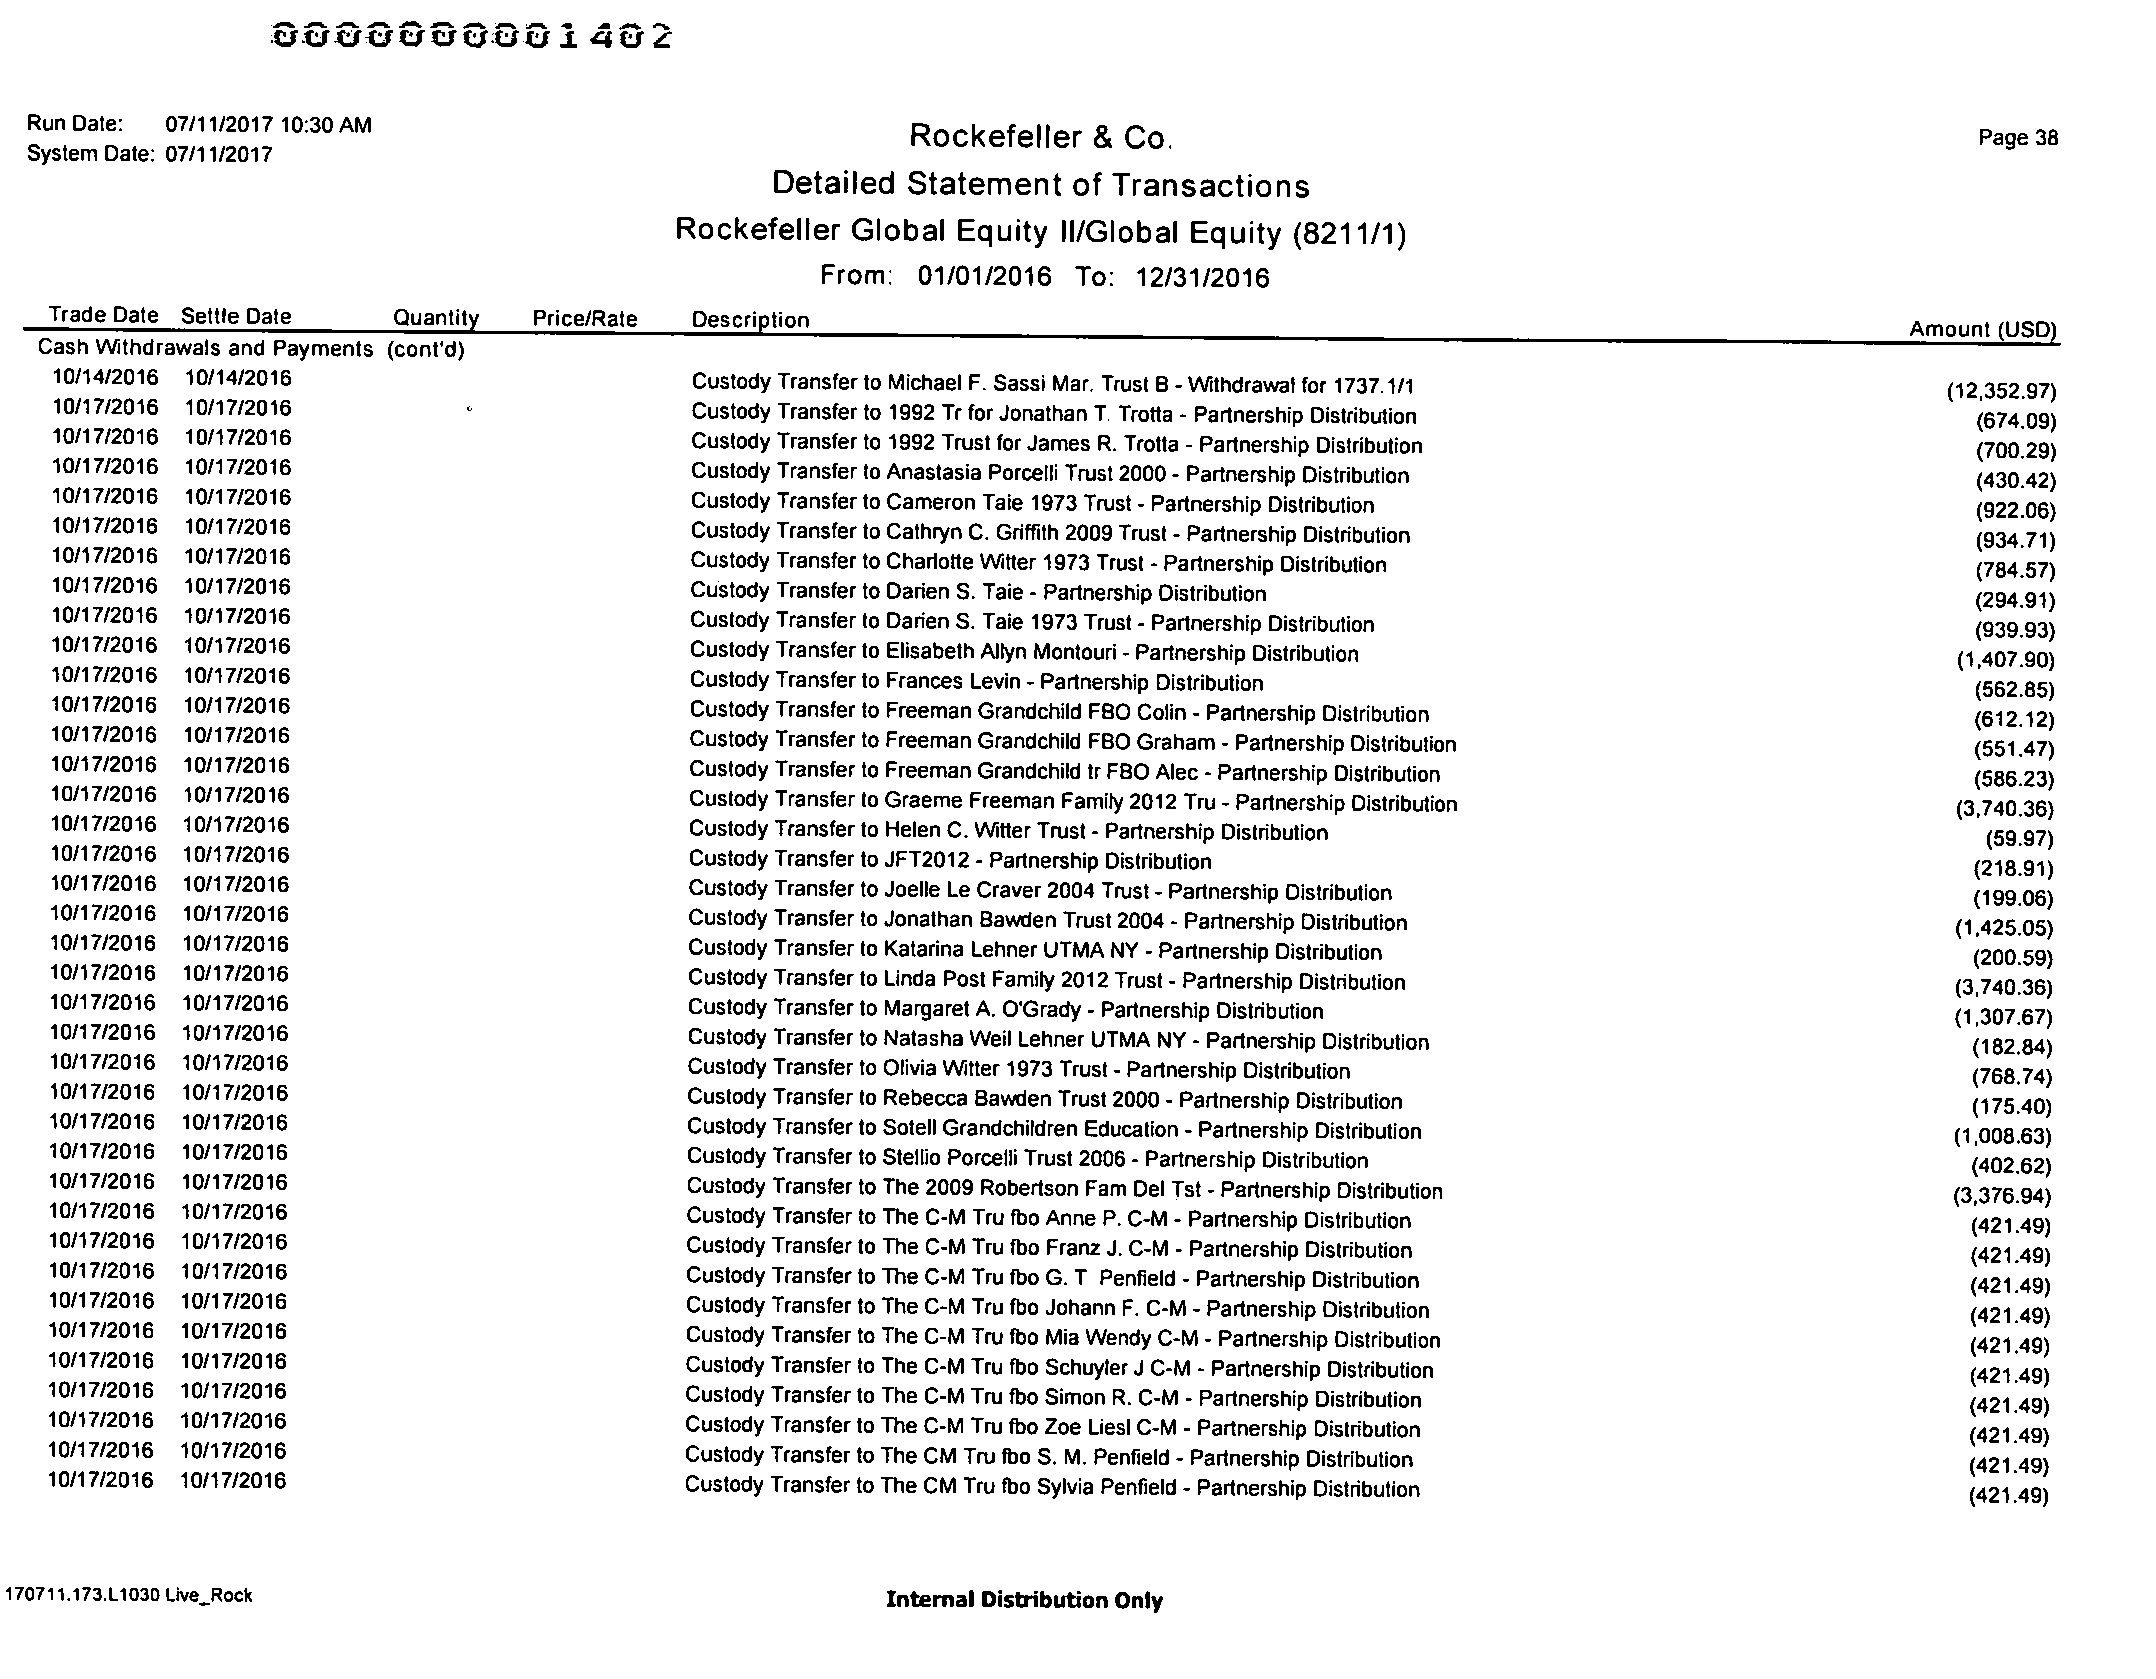 000000001402
Run Date: 07/11/2017 10:30 AM
System Date: 07/11/2017
Rockefeller & Co.
Page 38
Detailed Statement of Transactions
Rockefeller Global Equity II/Global Equity (8211/1)
From: 01/01/2016 To: 12/31/2016
Trade Date Settle Date Quantity Price/Rate Description Amount (USD)
Cash Withdrawals and Payments (cont'd)
10/14/2016 10/14/2016 Custody Transfer to Michael F. Sassi Mar. Trust B - Withdrawal for 1737.1/1 (12,352.97)
10/17/2016 10/17/2016 Custody Transfer to 1992 Tr for Jonathan T. Trotta - Partnership Distribution (674.09)
10/17/2016 10/17/2016 Custody Transfer to 1992 Trust for James R. Trotta - Partnership Distribution (700.29)
10/17/2016 10/17/2016 Custody Transfer to Anastasia Porcelli Trust 2000 - Partnership Distribution (430.42)
10/17/2016 10/17/2016 Custody Transfer to Cameron Taie 1973 Trust - Partnership Distribution (922.06)
10/17/2016 10/17/2016 Custody Transfer to Cathryn C. Griffith 2009 Trust - Partnership Distribution (934.71)
10/17/2016 10/17/2016 Custody Transfer to Charlotte Witter 1973 Trust - Partnership Distribution (784.57)
10/17/2016 10/17/2016 Custody Transfer to Darien S. Taie - Partnership Distribution (294.91)
10/17/2016 10/17/2016 Custody Transfer to Darien S. Taie 1973 Trust - Partnership Distribution (939.93)
10/17/2016 10/17/2016 Custody Transfer to Elisabeth Allyn Montouri - Partnership Distribution (1,407.90)
10/17/2016 10/17/2016 Custody Transfer to Frances Levin - Partnership Distribution (562.85)
10/17/2016 10/17/2016 Custody Transfer to Freeman Grandchild FBO Colin - Partnership Distribution (612.12)
10/17/2016 10/17/2016 Custody Transfer to Freeman Grandchild FBO Graham - Partnership Distribution (551.47)
10/17/2016 10/17/2016 Custody Transfer to Freeman Grandchild tr FBO Alec - Partnership Distribution (586.23)
10/17/2016 10/17/2016 Custody Transfer to Graeme Freeman Family 2012 Tru - Partnership Distribution (3,740.36)
10/17/2016 10/17/2016 Custody Transfer to Helen C. Witter Trust - Partnership Distribution (59.97)
10/17/2016 10/17/2016 Custody Transfer to JFT2012 - Partnership Distribution (218.91)
10/17/2016 10/17/2016 Custody Transfer to Joelle Le Craver 2004 Trust - Partnership Distribution (199.06)
10/17/2016 10/17/2016 Custody Transfer to Jonathan Bawden Trust 2004 - Partnership Distribution (1,425.05)
10/17/2016 10/17/2016 Custody Transfer to Katarina Lehner UTMA NY - Partnership Distribution (200.59)
10/17/2016 10/17/2016 Custody Transfer to Linda Post Family 2012 Trust - Partnership Distribution (3,740.36)
10/17/2016 10/17/2016 Custody Transfer to Margaret A. O'Grady - Partnership Distribution (1,307.67)
10/17/2016 10/17/2016 Custody Transfer to Natasha Weil Lehner UTMA NY - Partnership Distribution (182.84)
10/17/2016 10/17/2016 Custody Transfer to Olivia Witter 1973 Trust - Partnership Distribution (768.74)
10/17/2016 10/17/2016 Custody Transfer to Rebecca Bawden Trust 2000 - Partnership Distribution (175.40)
10/17/2016 10/17/2016 Custody Transfer to Sotell Grandchildren Education - Partnership Distribution (1,008.63)
10/17/2016 10/17/2016 Custody Transfer to Stellio Porcelli Trust 2006 - Partnership Distribution (402.62)
10/17/2016 10/17/2016 Custody Transfer to The 2009 Robertson Fam Del Tst - Partnership Distribution (3,376.94)
10/17/2016 10/17/2016 Custody Transfer to The C-M Tru fbo Anne P. C-M - Partnership Distribution (421.49)
10/17/2016 10/17/2016 Custody Transfer to The C-M Tru fbo Franz J. C-M - Partnership Distribution (421.49)
10/17/2016 10/17/2016 Custody Transfer to The C-M Tru fbo G. T Penfield - Partnership Distribution (421.49)
10/17/2016 10/17/2016 Custody Transfer to The C-M Tru fbo Johann F. C-M - Partnership Distribution (421.49)
10/17/2016 10/17/2016 Custody Transfer to The C-M Tru fbo Mia Wendy C-M - Partnership Distribution (421.49)
10/17/2016 10/17/2016 Custody Transfer to The C-M Tru fbo Schuyler J C-M - Partnership Distribution (421.49)
10/17/2016 10/17/2016 Custody Transfer to The C-M Tru fbo Simon R. C-M - Partnership Distribution (421.49)
10/17/2016 10/17/2016 Custody Transfer to The C-M Tru fbo Zoe Liesl C-M - Partnership Distribution (421.49)
10/17/2016 10/17/2016 Custody Transfer to The CM Tru fbo S. M. Penfield - Partnership Distribution (421.49)
10/17/2016 10/17/2016 Custody Transfer to The CM Tru fbo Sylvia Penfield - Partnership Distribution (421.49)
170711.173.L1030 Live_Rock
Internal Distribution Only